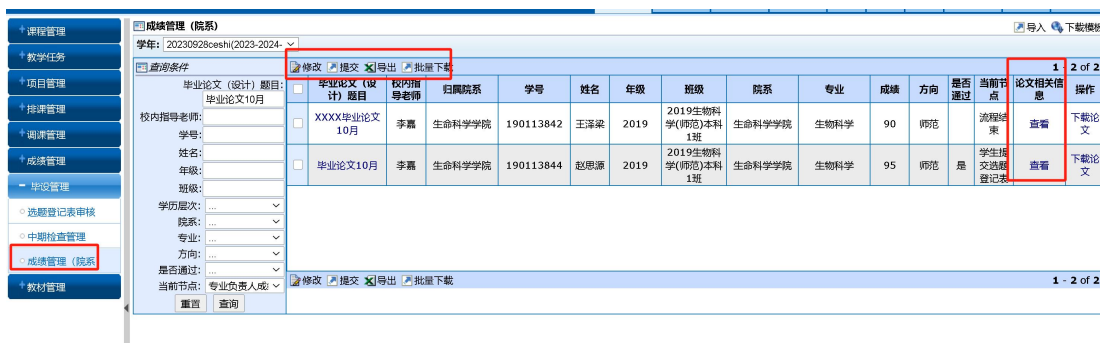 课程管理
教学任务
项目管理
排课管理
调课管理
成绩管理
毕设管理
选题登记表审核
中期检查管理
成绩管理（院系
教材管理
成绩管理（院系）
导入 下载模板
学年: 20230928ceshi(2023-2024-
查询条件
毕业论文（设计）题目:
毕业论文10月
校内指导老师:
学号:
姓名:
年级:
班级:
学历层次: ...
院系: ...
专业: ...
方向: ...
是否通过: ...
当前节点: 专业负责人成
重置 查询
修改 提交 导出 批量下载 1 - 2 of 2
毕业论文（设计）题目 校内指导老师 归属院系 学号 姓名 年级 班级 院系 专业 成绩 方向 是否通过 当前节点 论文相关信息 操作
XXXX毕业论文10月 李嘉 生命科学学院 190113842 王泽梁 2019 2019生物科学(师范)本科1班 生命科学学院 生物科学 90 师范 流程结束 查看 下载论文
毕业论文10月 李嘉 生命科学学院 190113844 赵思源 2019 2019生物科学(师范)本科1班 生命科学学院 生物科学 95 师范 是 学生提交选题登记表 查看 下载论文
修改 提交 导出 批量下载 1 - 2 of 2